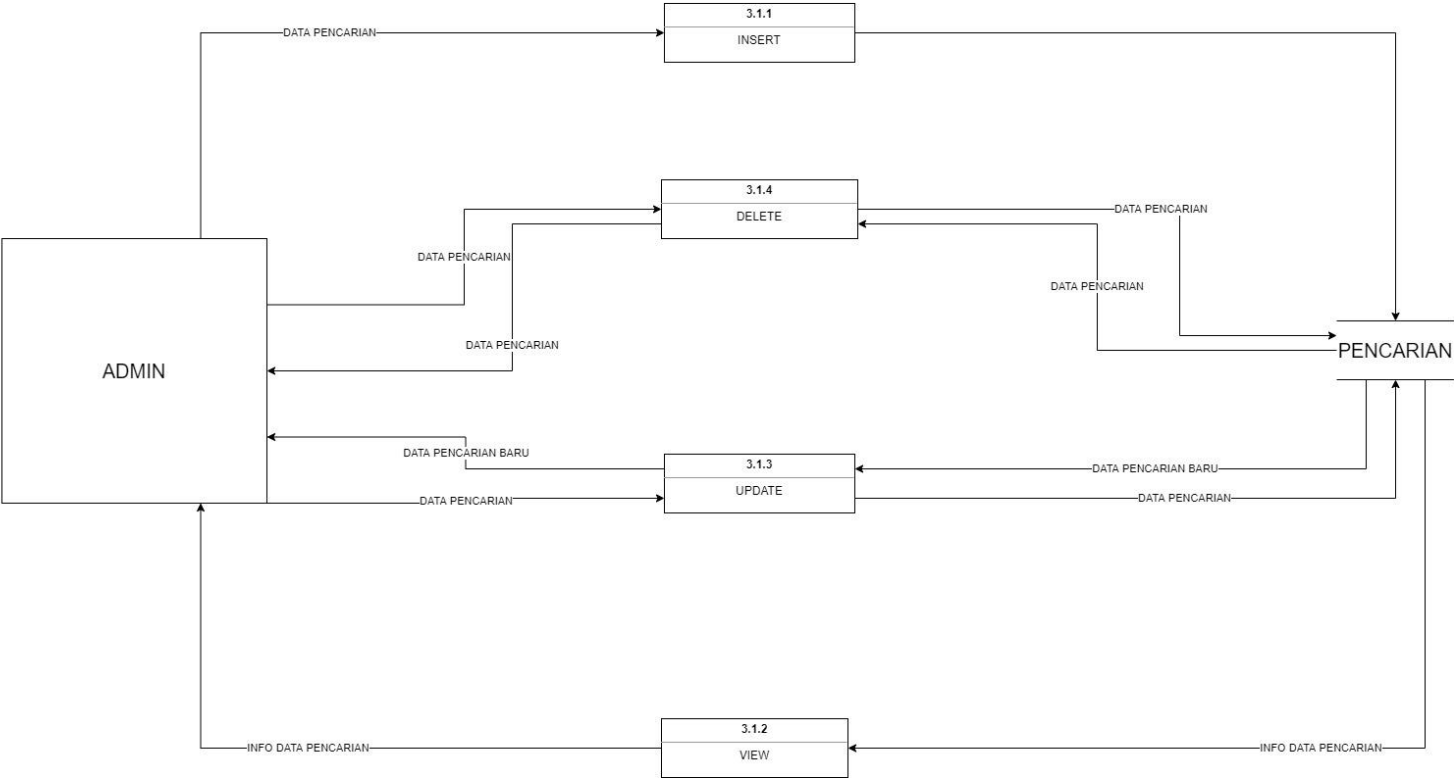 3.1.1
DATA PENCARIAN
INSERT
3.1.4
DATA PENCARIAN
DELETE
DATA PENCARIAN
DATA PENCARIAN
DATA PENCARIAN
PENCARIAN
ADMIN
DATA PENCARIAN BARU
3.1.3
DATA PENCARIAN BARU
UPDATE
DATA PENCARIAN
DATA PENCARIAN
3.1.2
INFO DATA PENCARIAN
VIEW
INFO DATA PENCARIAN